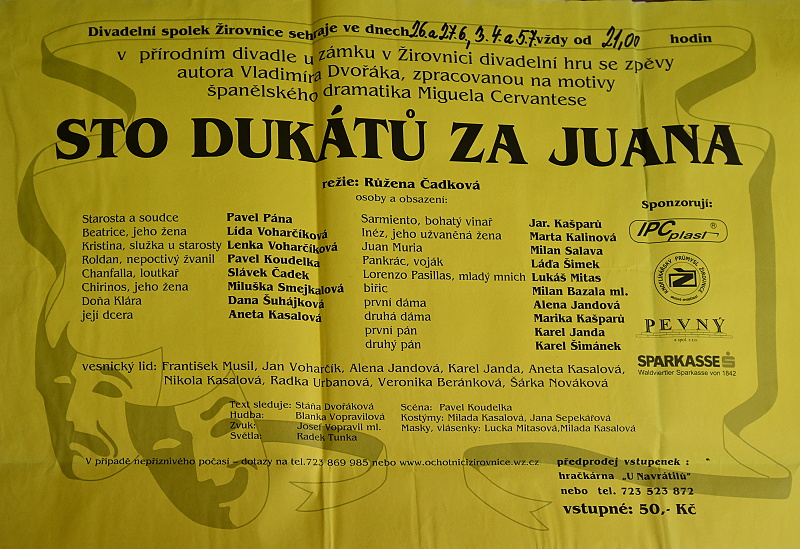 Divadelní spolek Žirovnice sehraje ve dnech 26. a 27.6, 3. 4. a 5.7. vždy od 21,00 hodin
v přírodním divadle u zámku v Žirovnici divadelní hru se zpěvy
autora Vladimíra Dvořáka, zpracovanou na motivy
španělského dramatika Miguela Cervantese
STO DUKÁTŮ ZA JUANA
režie: Růžena Čadková
osoby a obsazení:
Starosta a soudce Pavel Pána
Beatrice, jeho žena Lída Voharčíková
Kristina, služka u starosty Lenka Voharčíková
Roldan, nepoctivý žvanil Pavel Koudelka
Chanfalla, loutkař Slávek Čadek
Chirinos, jeho žena Miluška Smejkalová
Doňa Klára Dana Šuhájková
její dcera Aneta Kasalová
Sarmiento, bohatý vinař Jar. Kašparů
Inéz, jeho užvaněná žena Marta Kalinová
Juan Muria Milan Salava
Pankrác, voják Láďa Šimek
Lorenzo Pasillas, mladý mnich Lukáš Mitas
biřic Milan Bazala ml.
první dáma Alena Jandová
druhá dáma Marika Kašparů
první pán Karel Janda
druhý pán Karel Šimánek
Sponzorují:
IPC plast ®
KNOFLÍKÁŘSKÝ PRŮMYSL ŽIROVNICE
Ž
PEVNÝ
a spol. s r.o.
SPARKASSE
Waldviertler Sparkasse von 1842
vesnický lid: František Musil, Jan Voharčík, Alena Jandová, Karel Janda, Aneta Kasalová,
Nikola Kasalová, Radka Urbanová, Veronika Beránková, Šárka Nováková
Text sleduje: Stáňa Dvořáková
Hudba: Blanka Vopravilová
Zvuk: Josef Vopravil ml.
Světla: Radek Tunka
Scéna: Pavel Koudelka
Kostýmy: Milada Kasalová, Jana Sepekářová
Masky, vlásenky: Lucka Mitasová,Milada Kasalová
V případě nepříznivého počasí - dotazy na tel.723 869 985 nebo www.ochotnicizirovnice.wz.cz
předprodej vstupenek :
hračkárna „U Navrátilů"
nebo tel. 723 523 872
vstupné: 50,- Kč